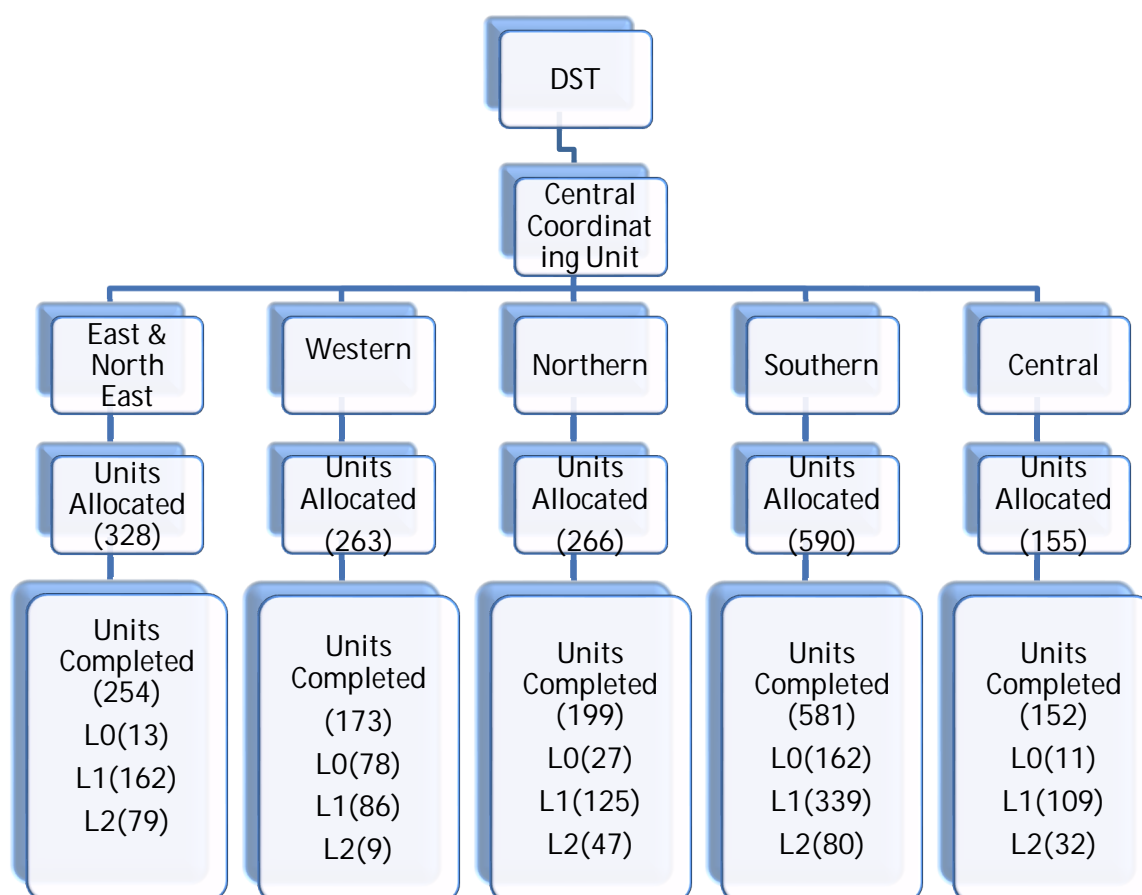 DST
Central
Coordinat
ing Unit
East &
North
East
Western
Northern
Southern
Central
Units
Allocated
(328)
Units
Allocated
(263)
Units
Allocated
(266)
Units
Allocated
(590)
Units
Allocated
(155)
Units
Completed
(254)
L0(13)
L1(162)
L2(79)
Units
Completed
(173)
L0(78)
L1(86)
L2(9)
Units
Completed
(199)
L0(27)
L1(125)
L2(47)
Units
Completed
(581)
L0(162)
L1(339)
L2(80)
Units
Completed
(152)
L0(11)
L1(109)
L2(32)